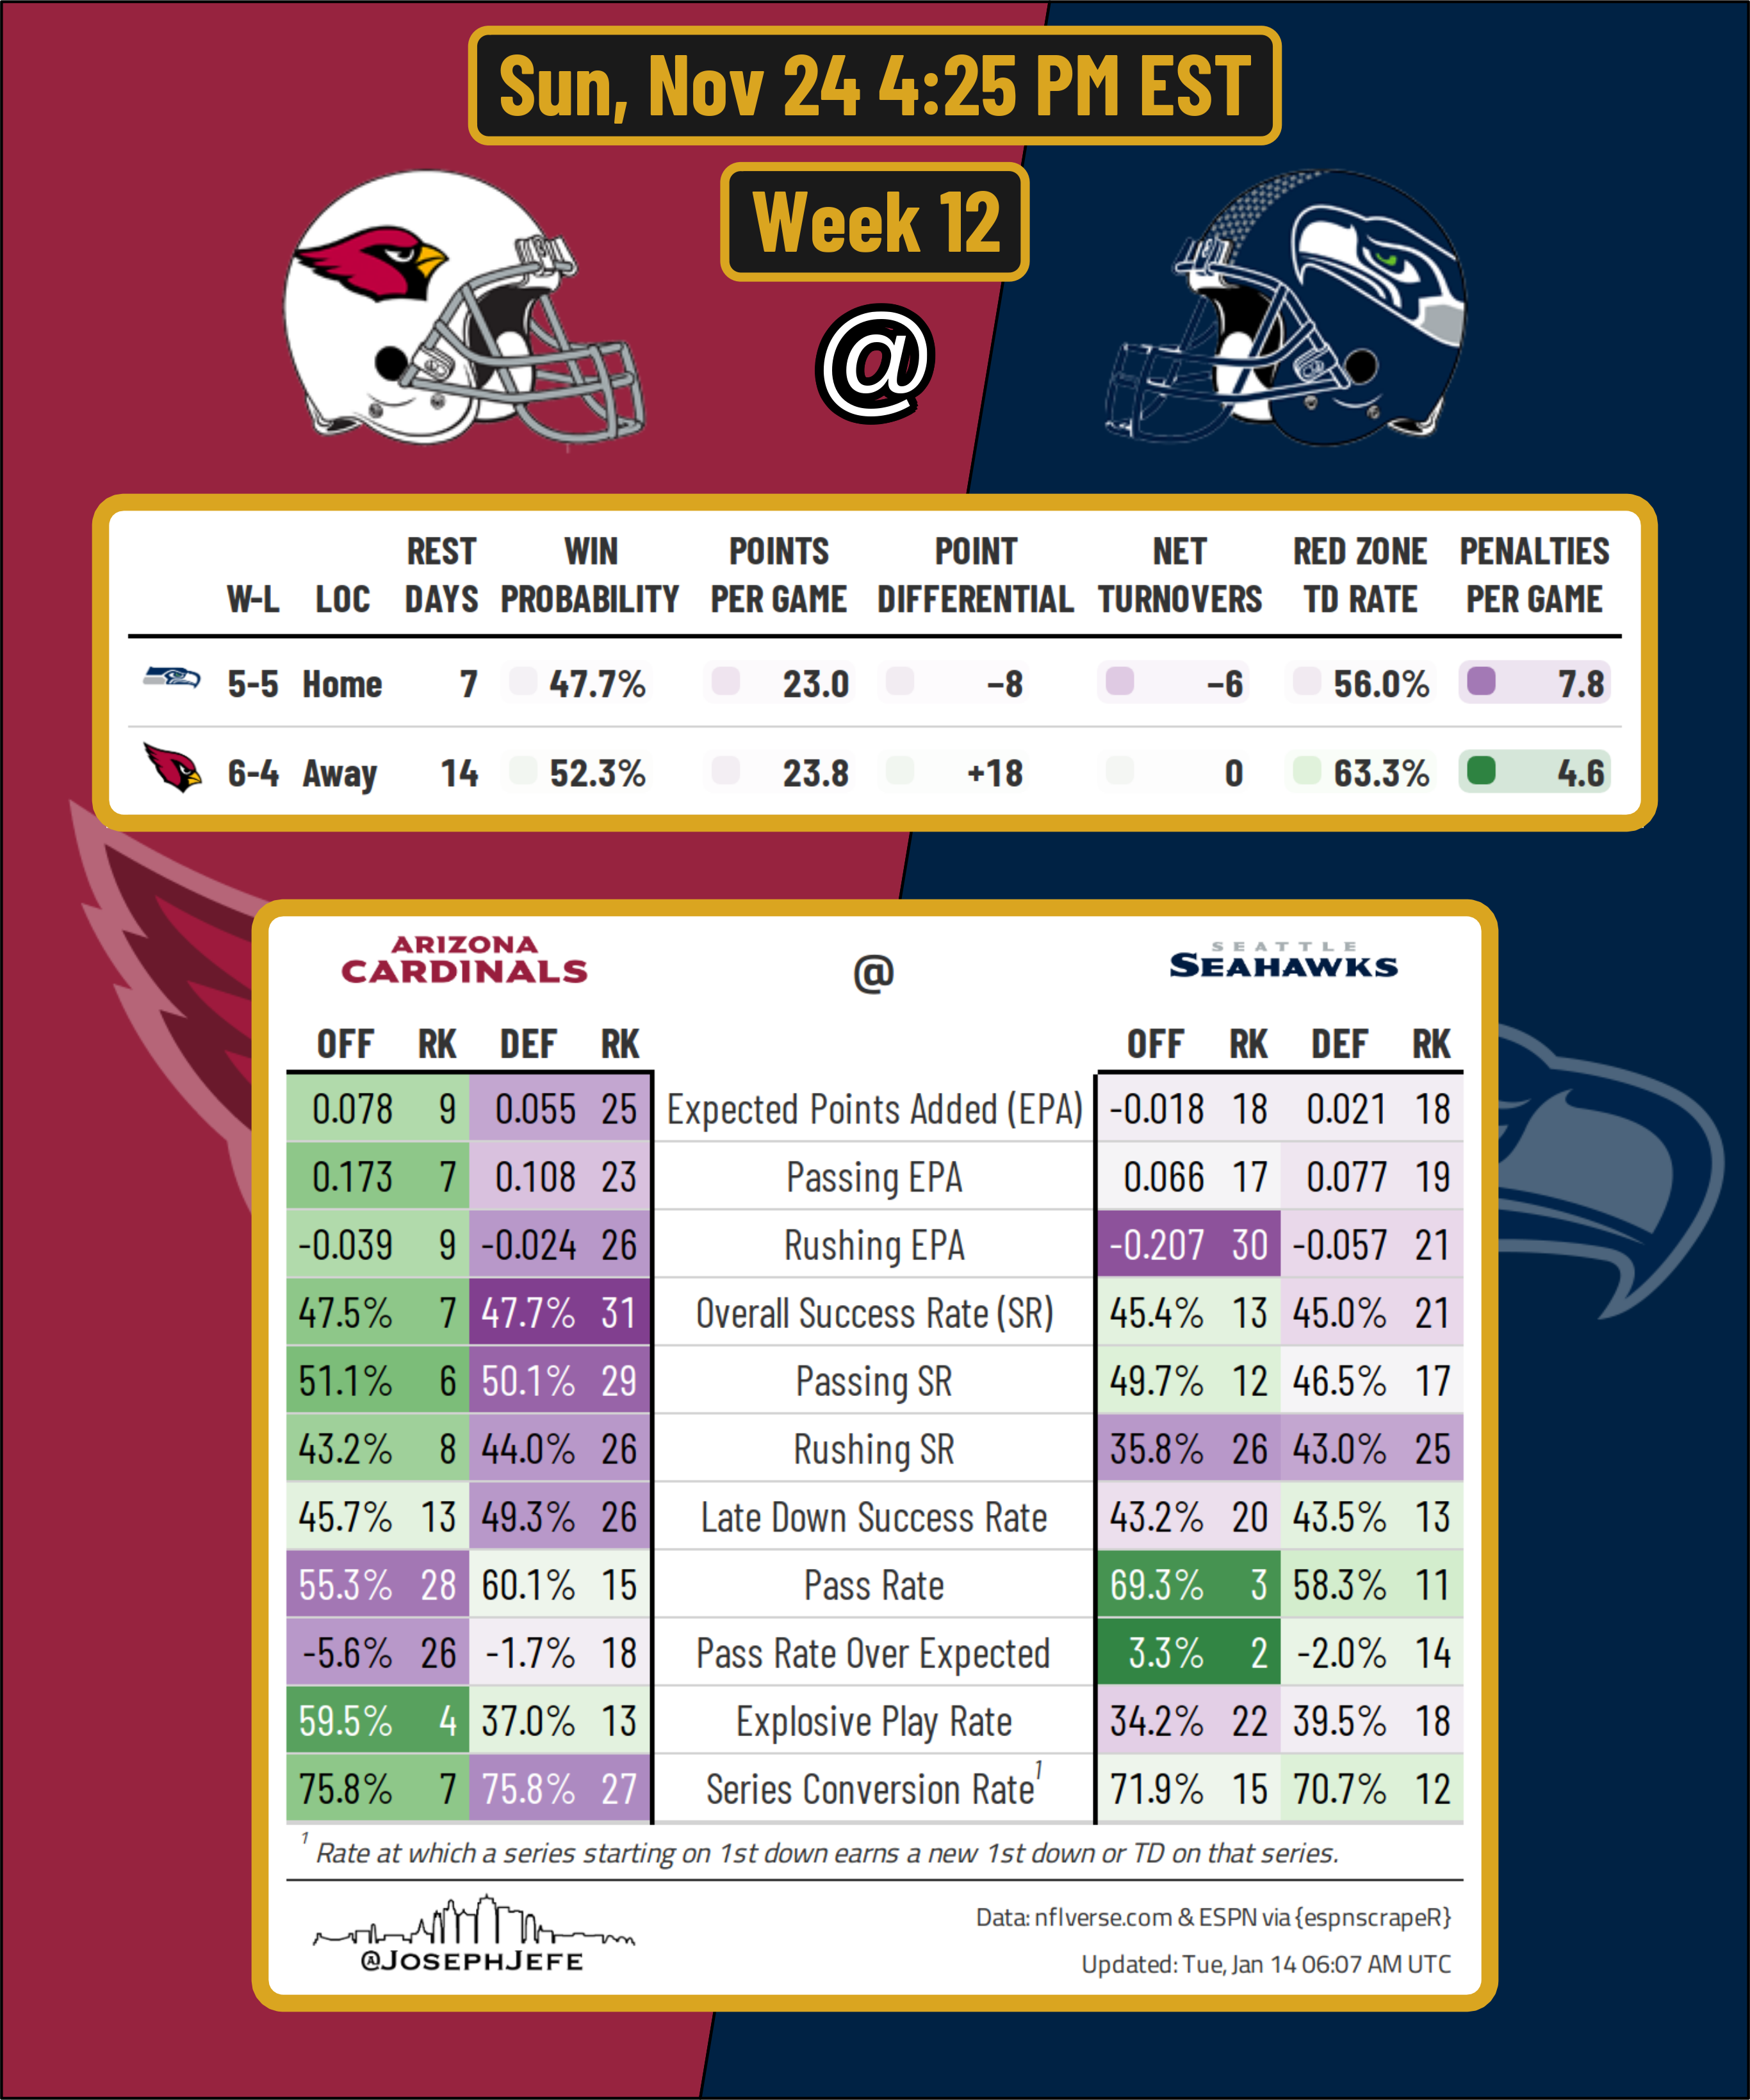 Sun, Nov 24 4:25 PM EST
Week 12
@
REST WIN POINTS POINT NET RED ZONE PENALTIES
W-L LOC DAYS PROBABILITY PER GAME DIFFERENTIAL TURNOVERS TD RATE PER GAME
5-5 Home 7 47.7% 23.0 −8 −6 56.0% 7.8
6-4 Away 14 52.3% 23.8 +18 0 63.3% 4.6
ARIZONA
CARDINALS
@
SEATTLE
SEAHAWKS
OFF RK DEF RK OFF RK DEF RK
0.078 9 0.055 25 Expected Points Added (EPA) -0.018 18 0.021 18
0.173 7 0.108 23 Passing EPA 0.066 17 0.077 19
-0.039 9 -0.024 26 Rushing EPA -0.207 30 -0.057 21
47.5% 7 47.7% 31 Overall Success Rate (SR) 45.4% 13 45.0% 21
51.1% 6 50.1% 29 Passing SR 49.7% 12 46.5% 17
43.2% 8 44.0% 26 Rushing SR 35.8% 26 43.0% 25
45.7% 13 49.3% 26 Late Down Success Rate 43.2% 20 43.5% 13
55.3% 28 60.1% 15 Pass Rate 69.3% 3 58.3% 11
-5.6% 26 -1.7% 18 Pass Rate Over Expected 3.3% 2 -2.0% 14
59.5% 4 37.0% 13 Explosive Play Rate 34.2% 22 39.5% 18
75.8% 7 75.8% 27 Series Conversion Rate¹ 71.9% 15 70.7% 12
¹ Rate at which a series starting on 1st down earns a new 1st down or TD on that series.
@JOSEPHJEFE
Data: nflverse.com & ESPN via {espnscrapeR}
Updated: Tue, Jan 14 06:07 AM UTC